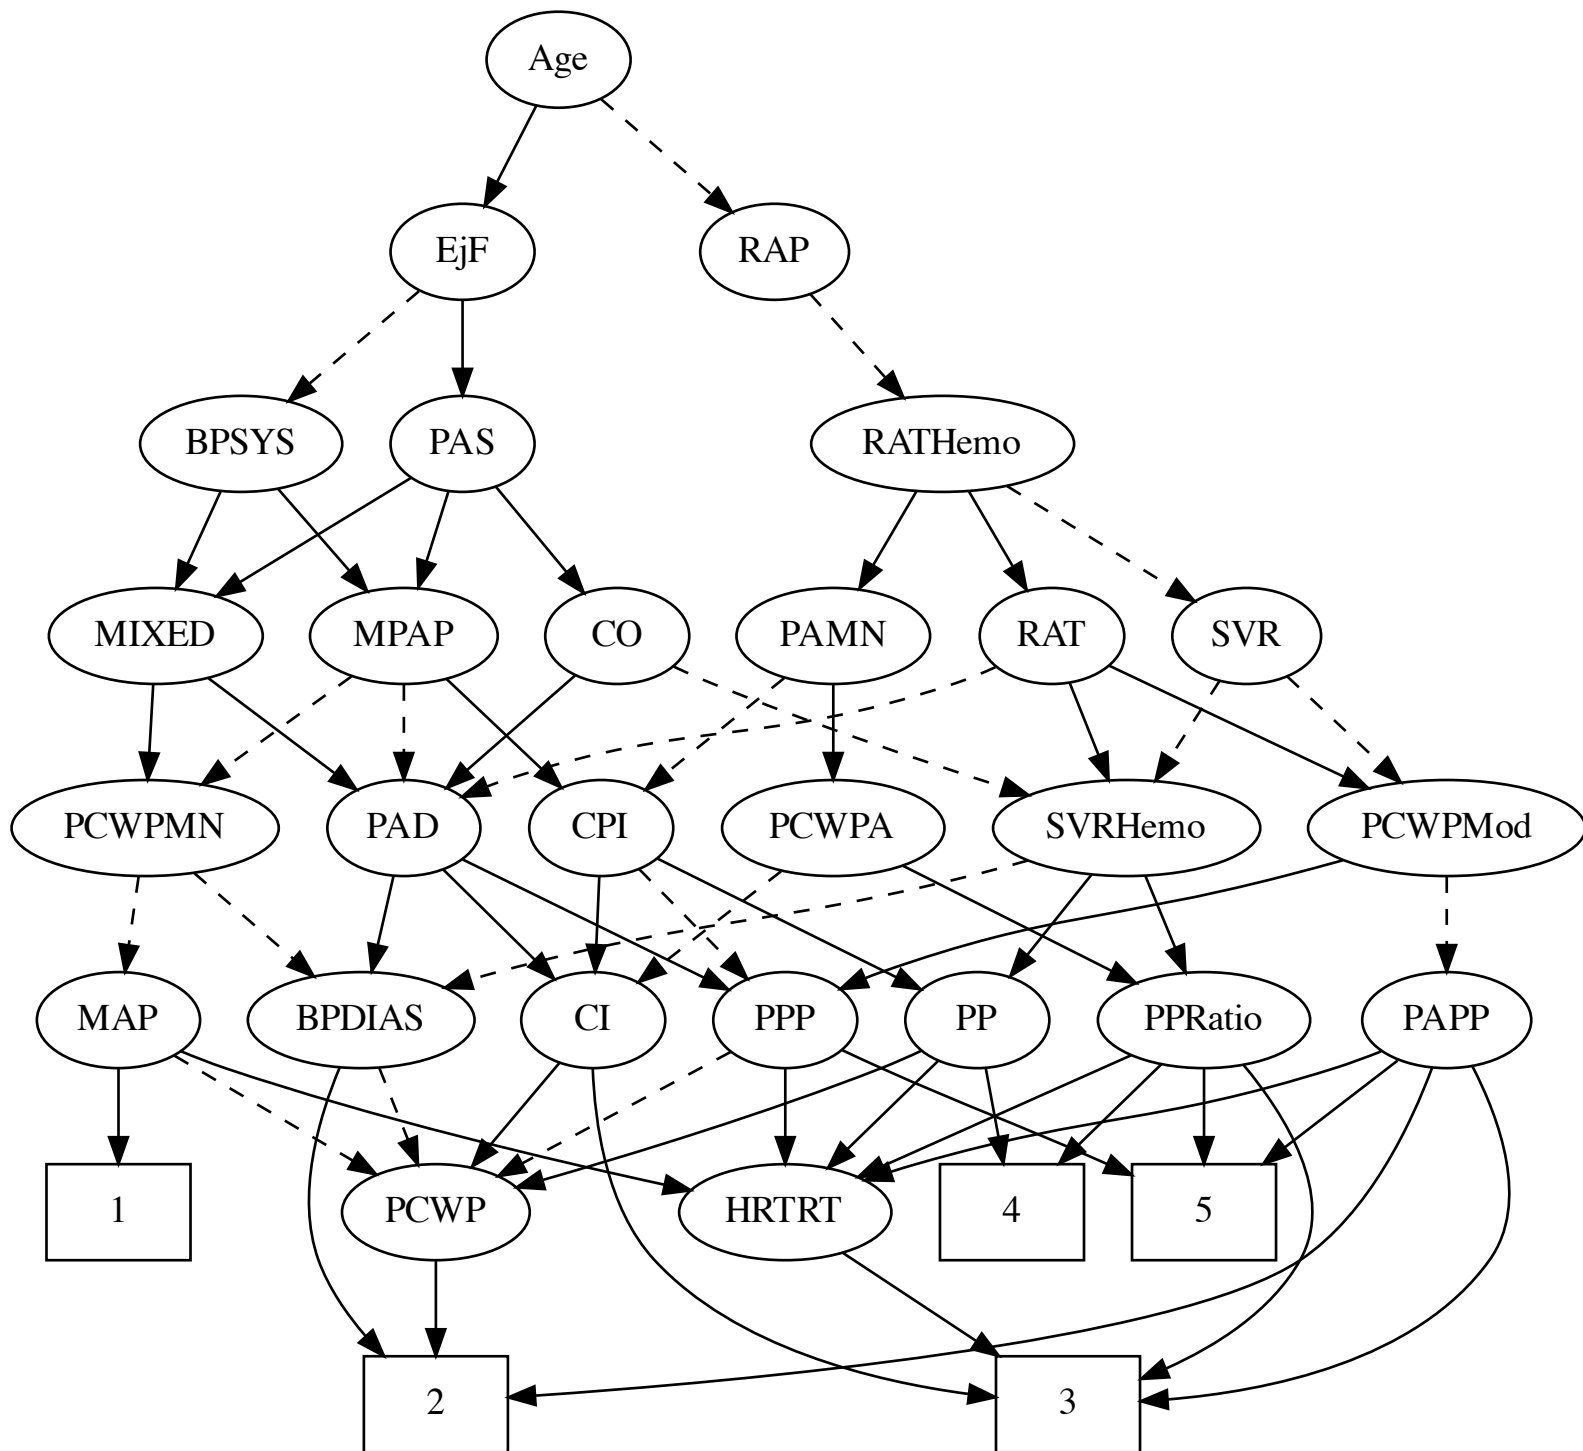 Age
EjF
RAP
BPSYS
PAS
RATHemo
MIXED
MPAP
CO
PAMN
RAT
SVR
PCWPMN
PAD
CPI
PCWPA
SVRHemo
PCWPMod
MAP
BPDIAS
CI
PPP
PP
PPRatio
PAPP
1
PCWP
HRTRT
4
5
2
3